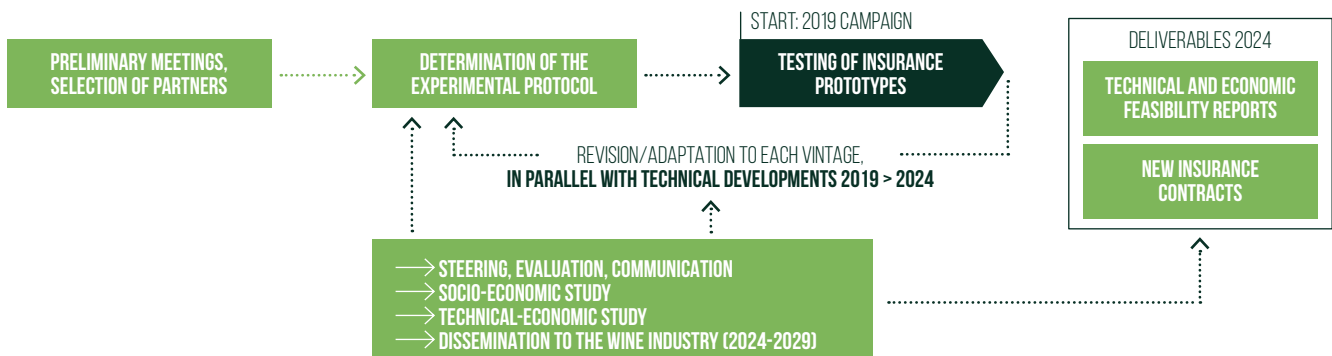 PRELIMINARY MEETINGS,
SELECTION OF PARTNERS
DETERMINATION OF THE
EXPERIMENTAL PROTOCOL
START: 2019 CAMPAIGN
TESTING OF INSURANCE
PROTOTYPES
REVISION/ADAPTATION TO EACH VINTAGE,
IN PARALLEL WITH TECHNICAL DEVELOPMENTS 2019 > 2024
STEERING, EVALUATION, COMMUNICATION
SOCIO-ECONOMIC STUDY
TECHNICAL-ECONOMIC STUDY
DISSEMINATION TO THE WINE INDUSTRY (2024-2029)
DELIVERABLES 2024
TECHNICAL AND ECONOMIC
FEASIBILITY REPORTS
NEW INSURANCE
CONTRACTS